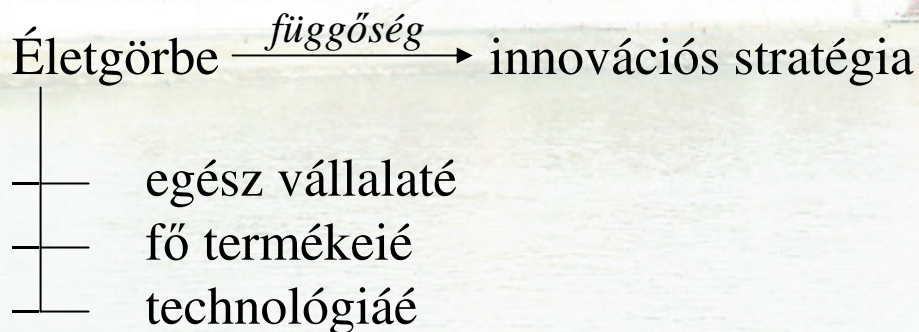 függőség
Életgörbe innovációs stratégia
egész vállalaté
fő termékeié
technológiáé